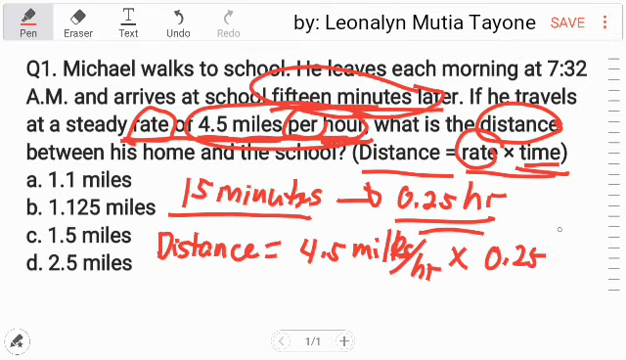 by: Leonalyn Mutia Tayone
SAVE
Pen Eraser Text Undo Redo
Q1. Michael walks to school. He leaves each morning at 7:32
A.M. and arrives at school fifteen minutes later. If he travels
at a steady rate of 4.5 miles per hour, what is the distance
between his home and the school? (Distance = rate × time)
a. 1.1 miles
b. 1.125 miles
c. 1.5 miles
d. 2.5 miles
15 minutes → 0.25 hr
Distance = 4.5 miles/hr × 0.25
1/1